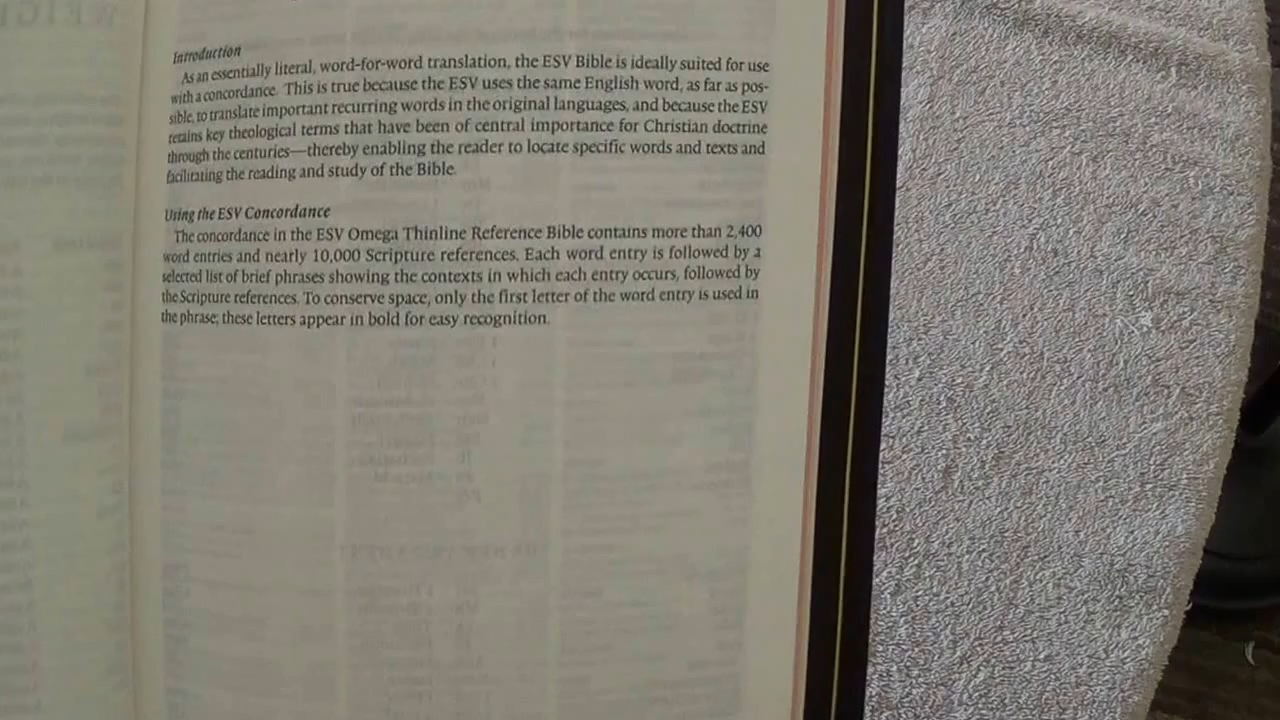 Introduction
As an essentially literal, word-for-word translation, the ESV Bible is ideally suited for use
with a concordance. This is true because the ESV uses the same English word, as far as pos-
sible, to translate important recurring words in the original languages, and because the ESV
retains key theological terms that have been of central importance for Christian doctrine
through the centuries—thereby enabling the reader to locate specific words and texts and
facilitating the reading and study of the Bible.
Using the ESV Concordance
The concordance in the ESV Omega Thinline Reference Bible contains more than 2,400
word entries and nearly 10,000 Scripture references. Each word entry is followed by a
selected list of brief phrases showing the contexts in which each entry occurs, followed by
the Scripture references. To conserve space, only the first letter of the word entry is used in
the phrase; these letters appear in bold for easy recognition.